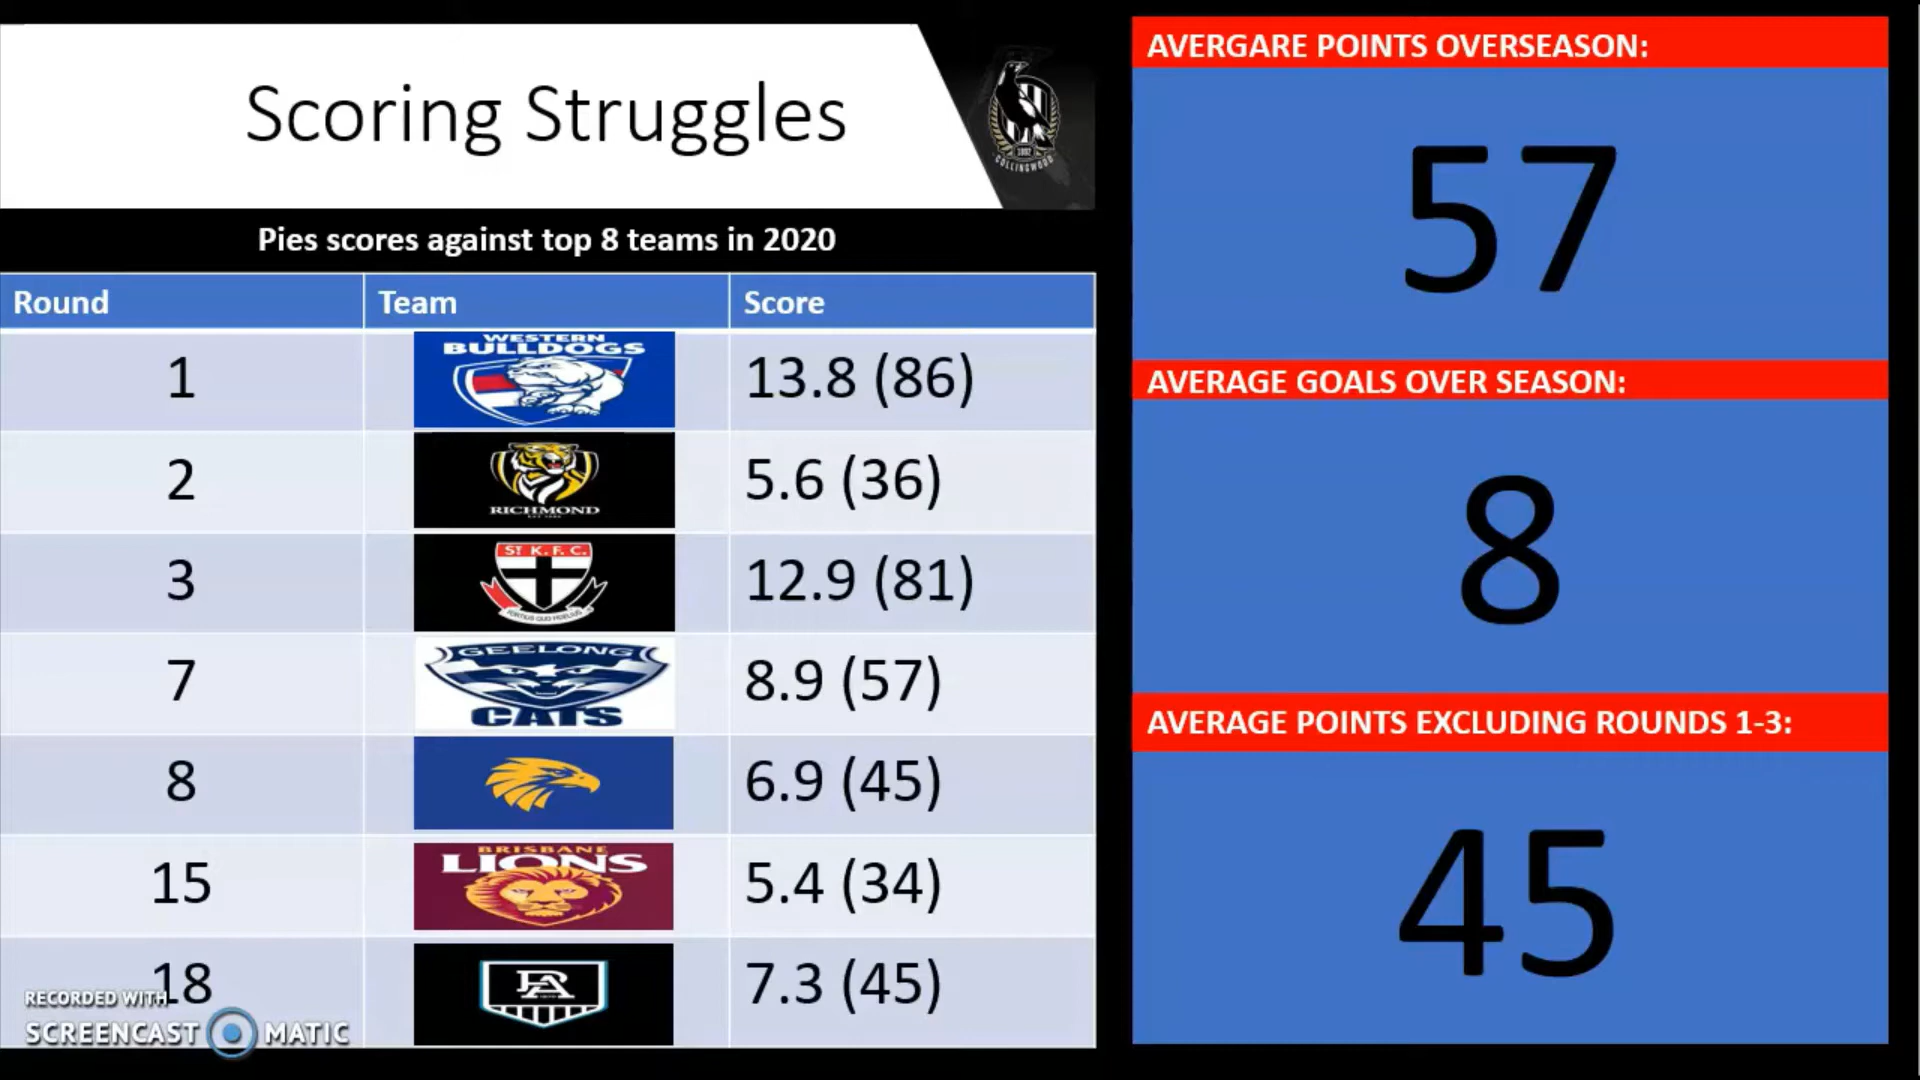 Scoring Struggles
1892
COLLINGWOOD
Pies scores against top 8 teams in 2020
Round Team Score
1 WESTERN BULLDOGS 13.8 (86)
2 RICHMOND 5.6 (36)
3 ST K.F.C. 12.9 (81)
7 GEELONG CATS 8.9 (57)
8 6.9 (45)
15 BRISBANE LIONS 5.4 (34)
18 PA 7.3 (45)
RECORDED WITH
SCREENCAST MATIC
AVERGARE POINTS OVERSEASON:
57
AVERAGE GOALS OVER SEASON:
8
AVERAGE POINTS EXCLUDING ROUNDS 1-3:
45